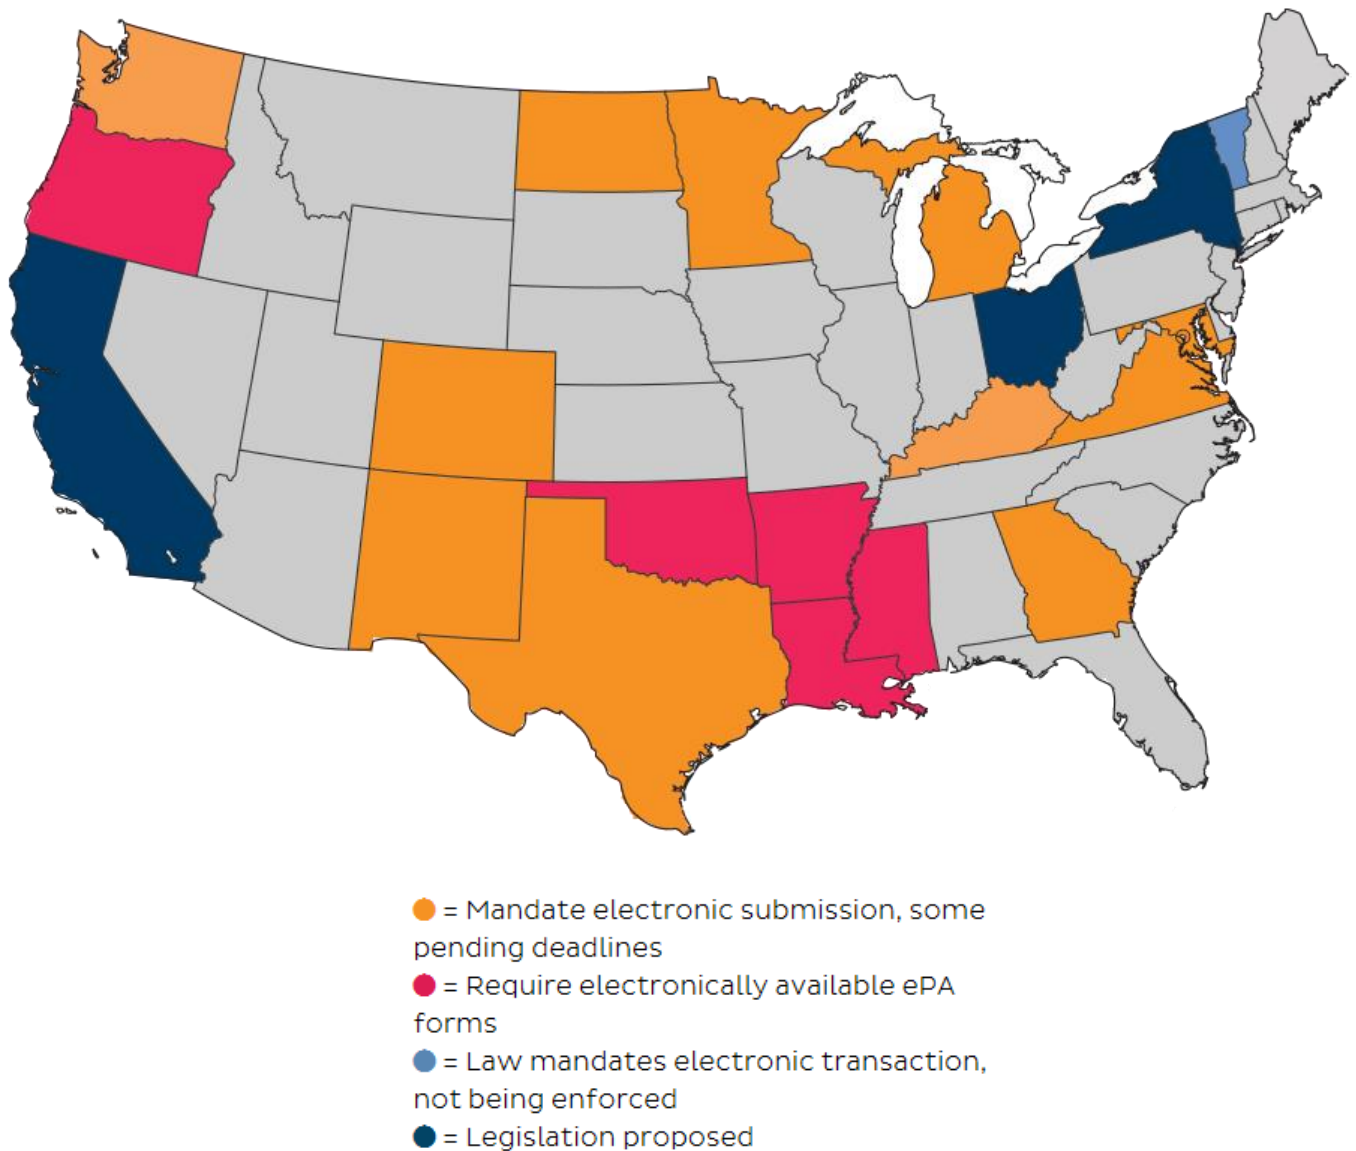 = Mandate electronic submission, some
pending deadlines
= Require electronically available ePA
forms
= Law mandates electronic transaction,
not being enforced
= Legislation proposed